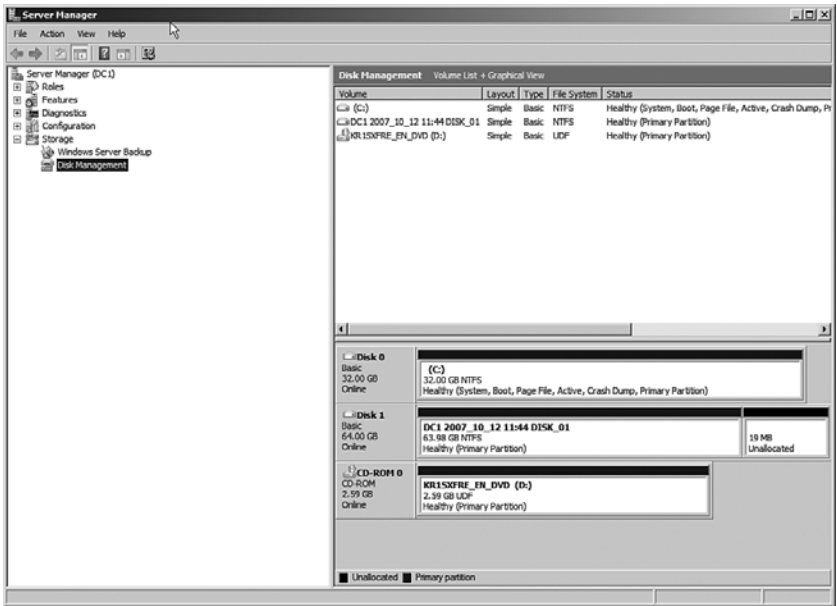 Server Manager
File Action View Help
Server Manager (DC1)
Roles
Features
Diagnostics
Configuration
Storage
Windows Server Backup
Disk Management
Disk Management Volume List + Graphical View
Volume Layout Type File System Status
(C:) Simple Basic NTFS Healthy (System, Boot, Page File, Active, Crash Dump, Pr
DC1 2007_10_12 11:44 DISK_01 Simple Basic NTFS Healthy (Primary Partition)
KR1SXFRE_EN_DVD (D:) Simple Basic UDF Healthy (Primary Partition)
Disk 0
Basic
32.00 GB
Online
(C:)
32.00 GB NTFS
Healthy (System, Boot, Page File, Active, Crash Dump, Primary Partition)
Disk 1
Basic
64.00 GB
Online
DC1 2007_10_12 11:44 DISK_01
63.98 GB NTFS
Healthy (Primary Partition)
19 MB
Unallocated
CD-ROM 0
CD-ROM
2.59 GB
Online
KR1SXFRE_EN_DVD (D:)
2.59 GB UDF
Healthy (Primary Partition)
Unallocated Primary partition